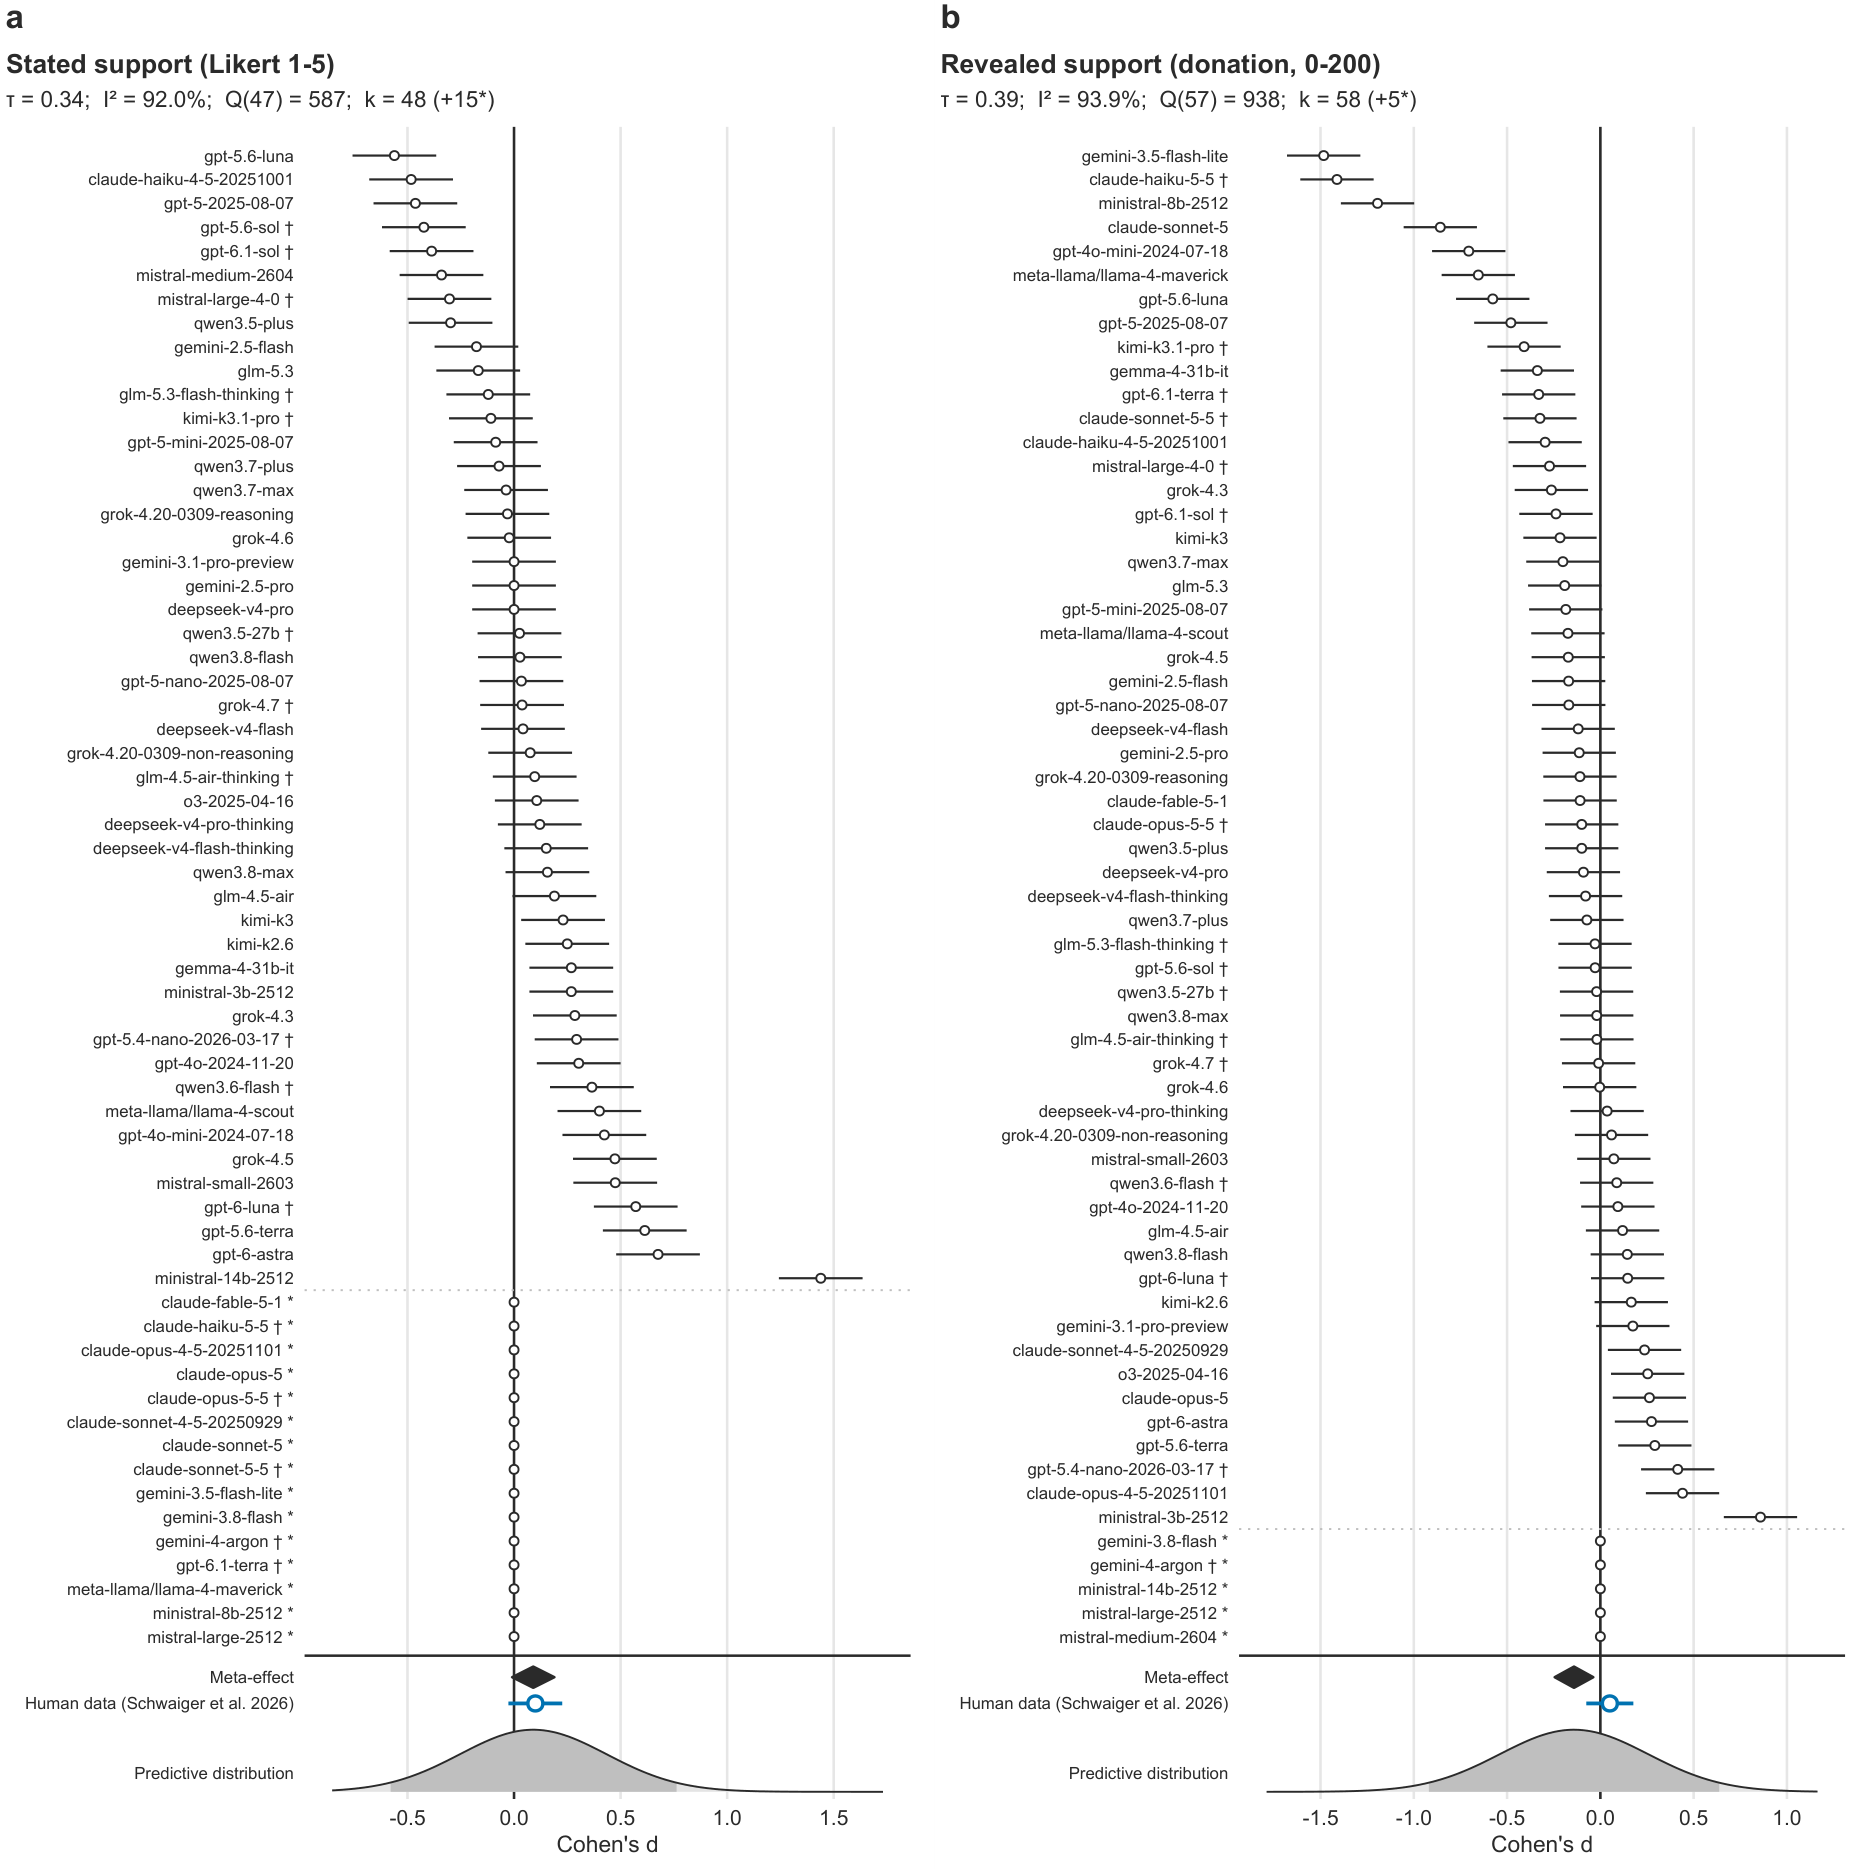 a
Stated support (Likert 1-5)
τ = 0.34; I² = 92.0%; Q(47) = 587; k = 48 (+15*)
gpt-5.6-luna
claude-haiku-4-5-20251001
gpt-5-2025-08-07
gpt-5.6-sol †
gpt-6.1-sol †
mistral-medium-2604
mistral-large-4-0 †
qwen3.5-plus
gemini-2.5-flash
glm-5.3
glm-5.3-flash-thinking †
kimi-k3.1-pro †
gpt-5-mini-2025-08-07
qwen3.7-plus
qwen3.7-max
grok-4.20-0309-reasoning
grok-4.6
gemini-3.1-pro-preview
gemini-2.5-pro
deepseek-v4-pro
qwen3.5-27b †
qwen3.8-flash
gpt-5-nano-2025-08-07
grok-4.7 †
deepseek-v4-flash
grok-4.20-0309-non-reasoning
glm-4.5-air-thinking †
o3-2025-04-16
deepseek-v4-pro-thinking
deepseek-v4-flash-thinking
qwen3.8-max
glm-4.5-air
kimi-k3
kimi-k2.6
gemma-4-31b-it
ministral-3b-2512
grok-4.3
gpt-5.4-nano-2026-03-17 †
gpt-4o-2024-11-20
qwen3.6-flash †
meta-llama/llama-4-scout
gpt-4o-mini-2024-07-18
grok-4.5
mistral-small-2603
gpt-6-luna †
gpt-5.6-terra
gpt-6-astra
ministral-14b-2512
claude-fable-5-1 *
claude-haiku-5-5 † *
claude-opus-4-5-20251101 *
claude-opus-5 *
claude-opus-5-5 † *
claude-sonnet-4-5-20250929 *
claude-sonnet-5 *
claude-sonnet-5-5 † *
gemini-3.5-flash-lite *
gemini-3.8-flash *
gemini-4-argon † *
gpt-6.1-terra † *
meta-llama/llama-4-maverick *
ministral-8b-2512 *
mistral-large-2512 *
Meta-effect
Human data (Schwaiger et al. 2026)
Predictive distribution
-0.5 0.0 0.5 1.0 1.5
Cohen's d
b
Revealed support (donation, 0-200)
τ = 0.39; I² = 93.9%; Q(57) = 938; k = 58 (+5*)
gemini-3.5-flash-lite
claude-haiku-5-5 †
ministral-8b-2512
claude-sonnet-5
gpt-4o-mini-2024-07-18
meta-llama/llama-4-maverick
gpt-5.6-luna
gpt-5-2025-08-07
kimi-k3.1-pro †
gemma-4-31b-it
gpt-6.1-terra †
claude-sonnet-5-5 †
claude-haiku-4-5-20251001
mistral-large-4-0 †
grok-4.3
gpt-6.1-sol †
kimi-k3
qwen3.7-max
glm-5.3
gpt-5-mini-2025-08-07
meta-llama/llama-4-scout
grok-4.5
gemini-2.5-flash
gpt-5-nano-2025-08-07
deepseek-v4-flash
gemini-2.5-pro
grok-4.20-0309-reasoning
claude-fable-5-1
claude-opus-5-5 †
qwen3.5-plus
deepseek-v4-pro
deepseek-v4-flash-thinking
qwen3.7-plus
glm-5.3-flash-thinking †
gpt-5.6-sol †
qwen3.5-27b †
qwen3.8-max
glm-4.5-air-thinking †
grok-4.7 †
grok-4.6
deepseek-v4-pro-thinking
grok-4.20-0309-non-reasoning
mistral-small-2603
qwen3.6-flash †
gpt-4o-2024-11-20
glm-4.5-air
qwen3.8-flash
gpt-6-luna †
kimi-k2.6
gemini-3.1-pro-preview
claude-sonnet-4-5-20250929
o3-2025-04-16
claude-opus-5
gpt-6-astra
gpt-5.6-terra
gpt-5.4-nano-2026-03-17 †
claude-opus-4-5-20251101
ministral-3b-2512
gemini-3.8-flash *
gemini-4-argon † *
ministral-14b-2512 *
mistral-large-2512 *
mistral-medium-2604 *
Meta-effect
Human data (Schwaiger et al. 2026)
Predictive distribution
-1.5 -1.0 -0.5 0.0 0.5 1.0
Cohen's d